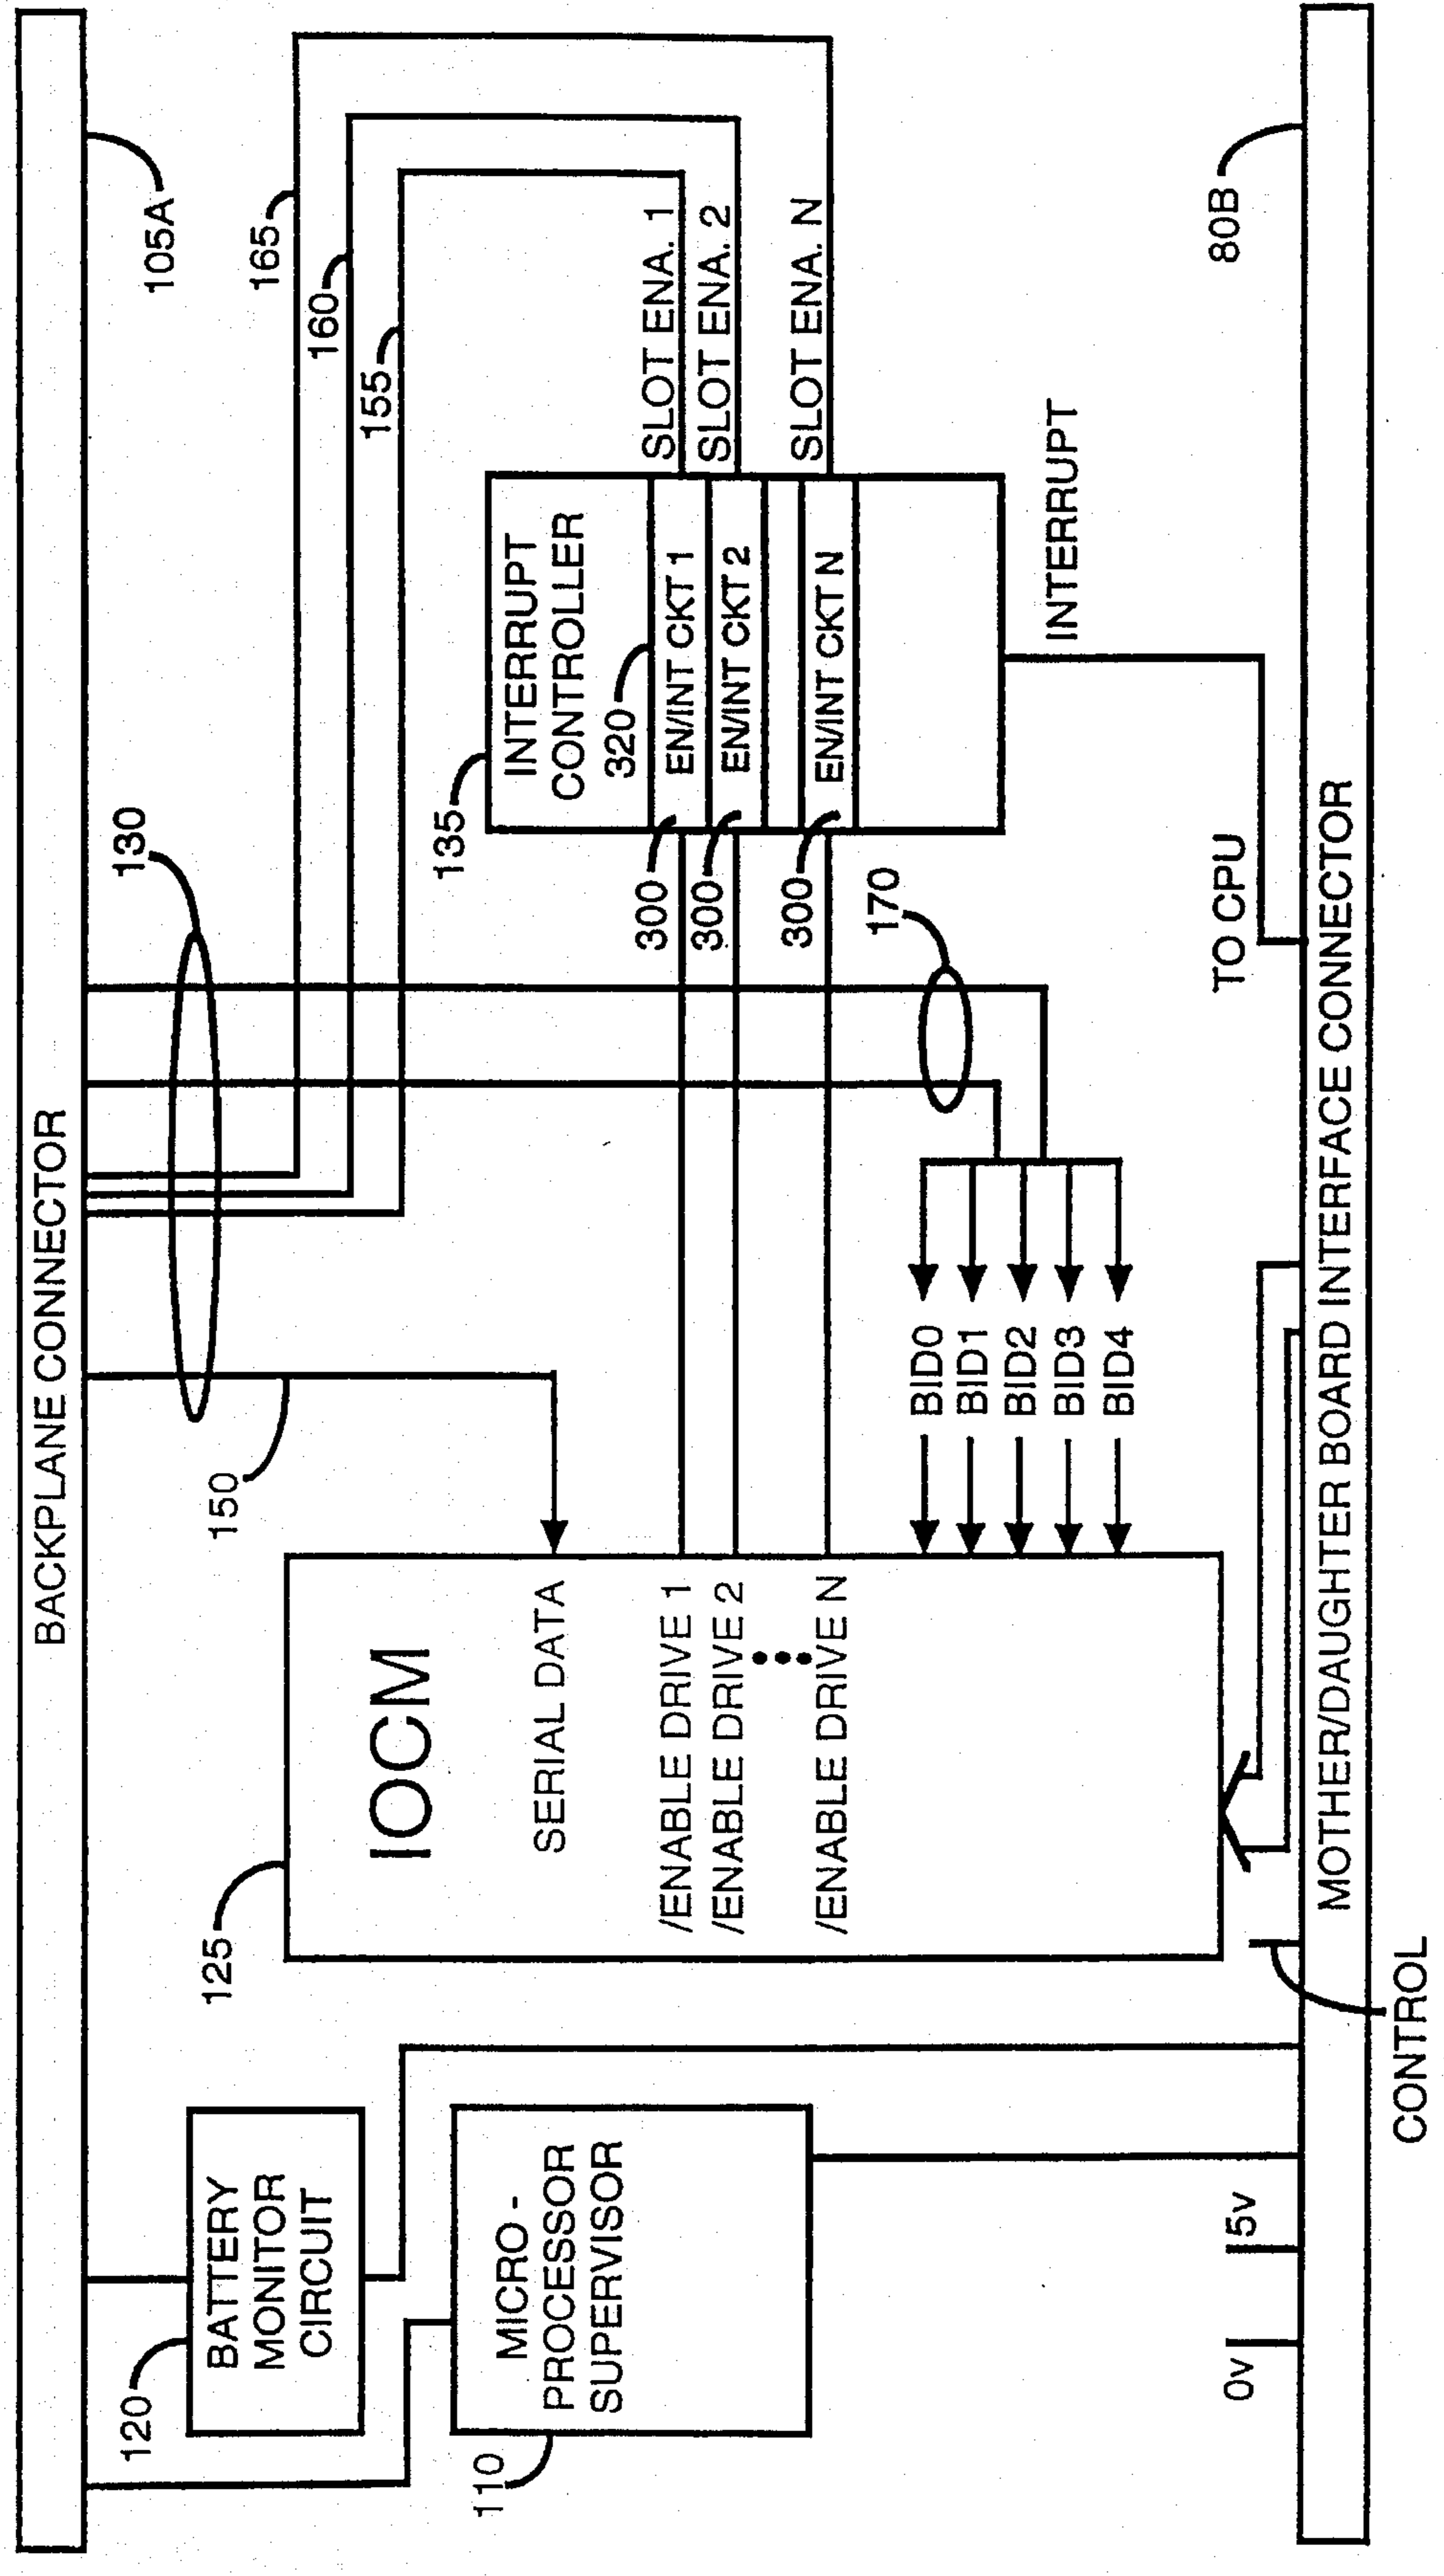 BACKPLANE CONNECTOR
105A
130
165
160
155
150
120
BATTERY
MONITOR
CIRCUIT
110
MICRO-
PROCESSOR
SUPERVISOR
125
IOCM
SERIAL DATA
/ENABLE DRIVE 1
/ENABLE DRIVE 2
/ENABLE DRIVE N
135
INTERRUPT
CONTROLLER
320
300
EN/INT CKT 1
SLOT ENA. 1
300
EN/INT CKT 2
SLOT ENA. 2
300
EN/INT CKT N
SLOT ENA. N
170
BID0
BID1
BID2
BID3
BID4
INTERRUPT
TO CPU
80B
0v
5v
MOTHER/DAUGHTER BOARD INTERFACE CONNECTOR
CONTROL